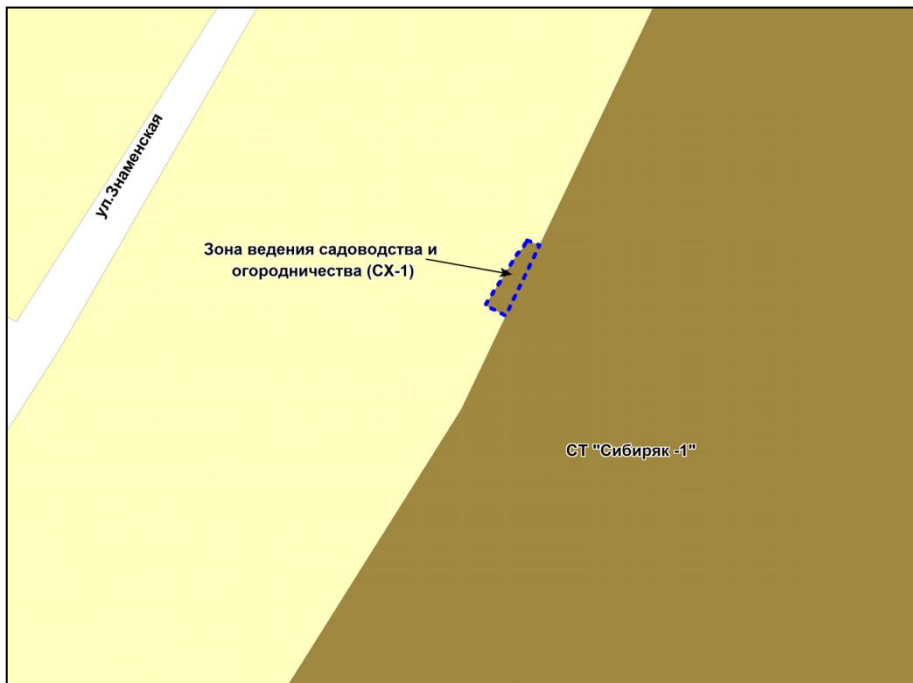 ул.Знаменская
Зона ведения садоводства и
огородничества (СХ-1)
СТ "Сибиряк -1"